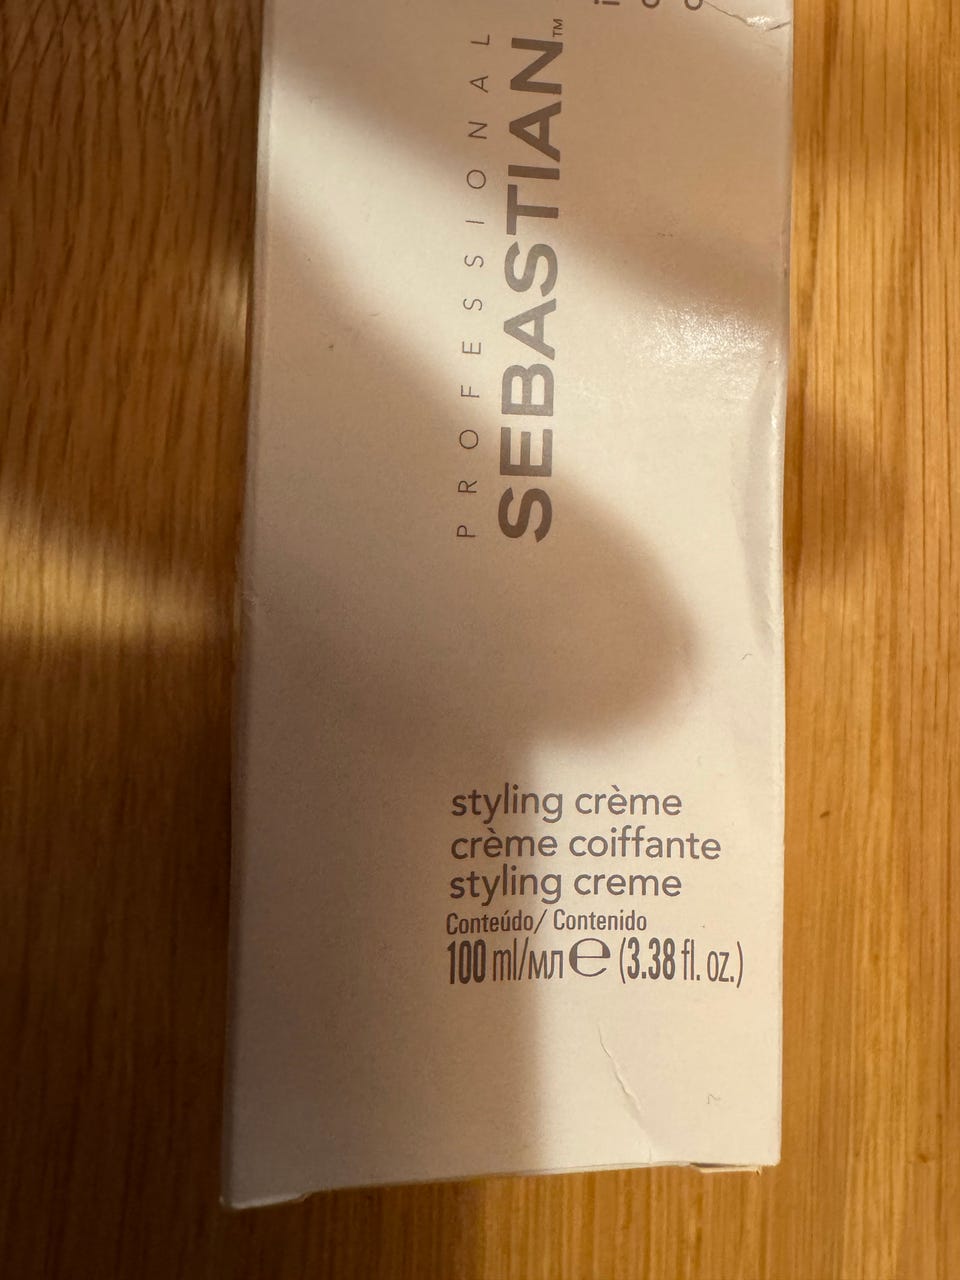 PROFESSIONAL
SEBASTIAN™
styling crème
crème coiffante
styling creme
Conteúdo/ Contenido
100 ml/мл e (3.38 fl. oz.)